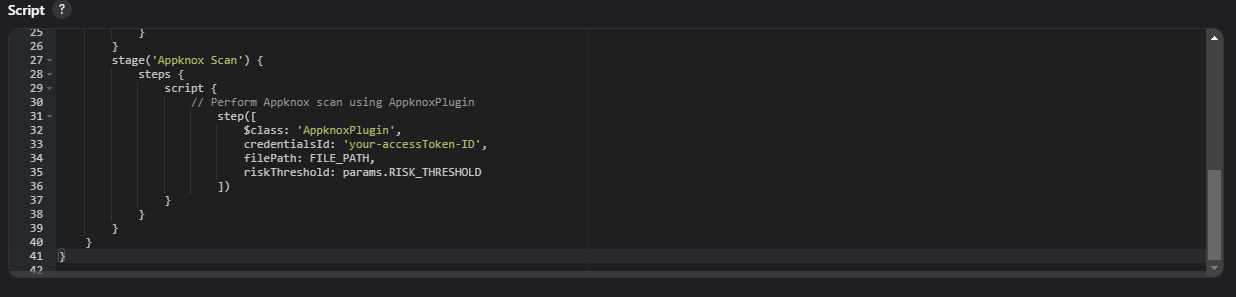 Script ?
25 }
26 }
27 stage('Appknox Scan') {
28 steps {
29 script {
30 // Perform Appknox scan using AppknoxPlugin
31 step([
32 $class: 'AppknoxPlugin',
33 credentialsId: 'your-accessToken-ID',
34 filePath: FILE_PATH,
35 riskThreshold: params.RISK_THRESHOLD
36 ])
37 }
38 }
39 }
40 }
41 }
42